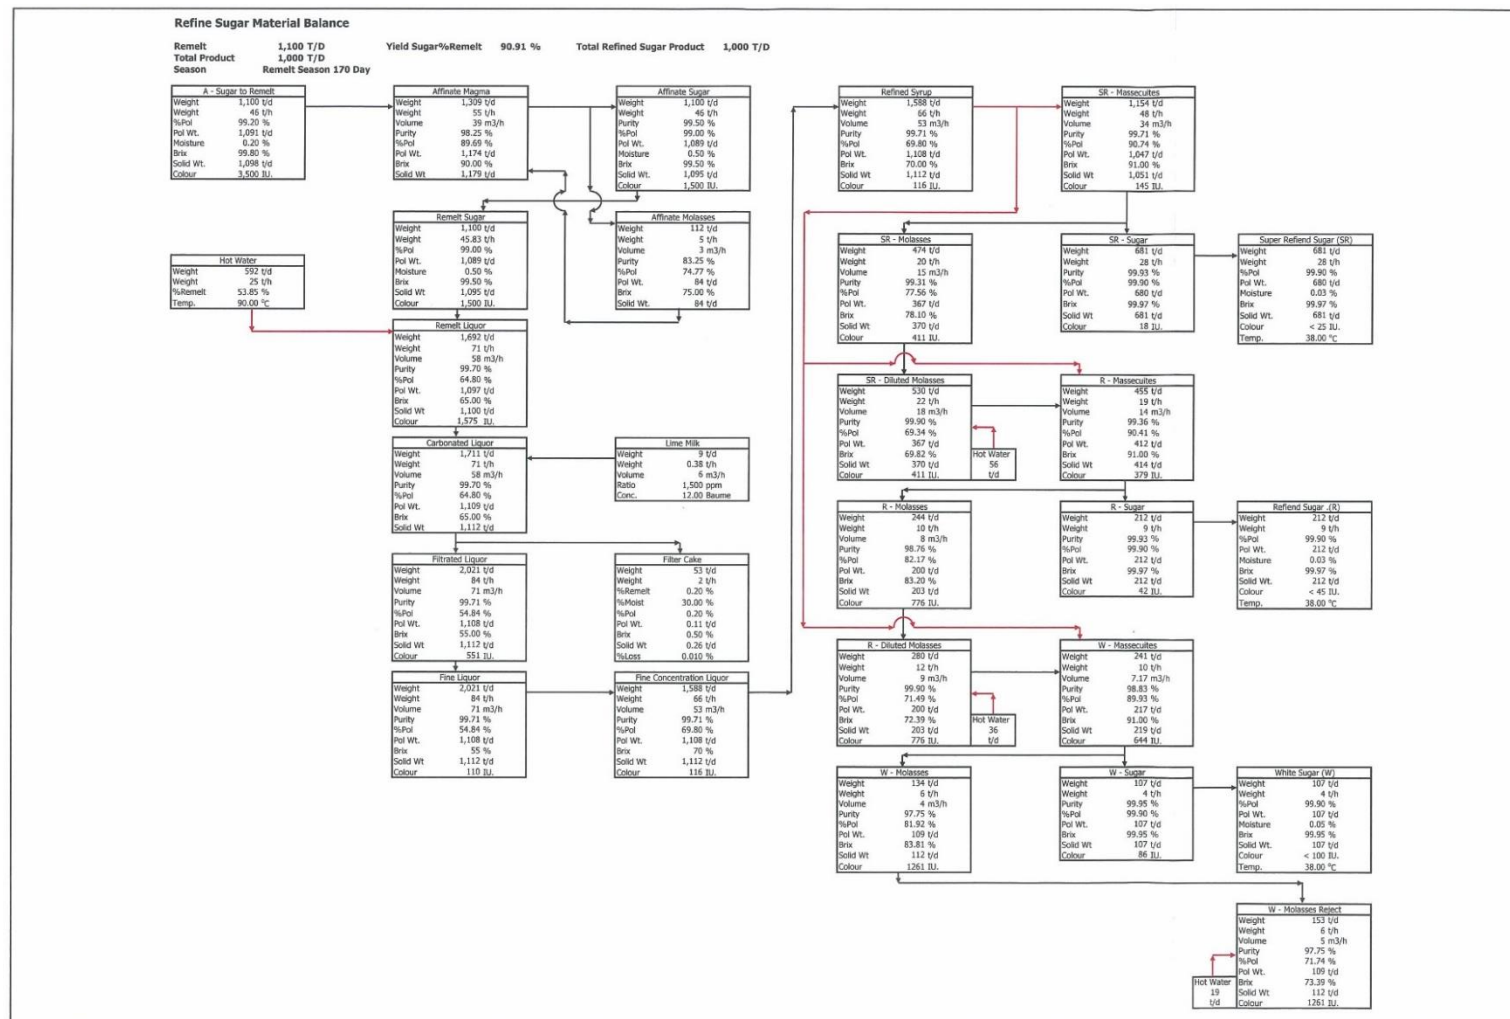 Refine Sugar Material Balance
Remelt 1,100 T/D Yield Sugar%Remelt 90.91 % Total Refined Sugar Product 1,000 T/D
Total Product 1,000 T/D
Season Remelt Season 170 Day
A - Sugar to Remelt
Weight 1,100 t/d
Weight 46 t/h
%Pol 99.20 %
Pol Wt. 1,091 t/d
Moisture 0.20 %
Brix 99.80 %
Solid Wt. 1,098 t/d
Colour 3,500 IU.
Affinate Magma
Weight 1,309 t/d
Weight 55 t/h
Volume 39 m3/h
Purity 98.25 %
%Pol 89.69 %
Pol Wt. 1,174 t/d
Brix 90.00 %
Solid Wt 1,179 t/d
Affinate Sugar
Weight 1,100 t/d
Weight 46 t/h
Purity 99.50 %
%Pol 99.00 %
Pol Wt. 1,089 t/d
Moisture 0.50 %
Brix 99.50 %
Solid Wt. 1,095 t/d
Colour 1,500 IU.
Remelt Sugar
Weight 1,100 t/d
Weight 45.83 t/h
%Pol 99.00 %
Pol Wt. 1,089 t/d
Moisture 0.50 %
Brix 99.50 %
Solid Wt 1,095 t/d
Colour 1,500 IU.
Affinate Molasses
Weight 112 t/d
Weight 5 t/h
Volume 3 m3/h
Purity 83.25 %
%Pol 74.77 %
Pol Wt. 84 t/d
Brix 75.00 %
Solid Wt. 84 t/d
Hot Water
Weight 592 t/d
Weight 25 t/h
%Remelt 53.85 %
Temp. 90.00 °C
Remelt Liquor
Weight 1,692 t/d
Weight 71 t/h
Volume 58 m3/h
Purity 99.70 %
%Pol 64.80 %
Pol Wt. 1,097 t/d
Brix 65.00 %
Solid Wt 1,100 t/d
Colour 1,575 IU.
Carbonated Liquor
Weight 1,711 t/d
Weight 71 t/h
Volume 58 m3/h
Purity 99.70 %
%Pol 64.80 %
Pol Wt. 1,109 t/d
Brix 65.00 %
Solid Wt 1,112 t/d
Lime Milk
Weight 9 t/d
Weight 0.38 t/h
Volume 6 m3/h
Ratio 1,500 ppm
Conc. 12.00 Baume
Filtrated Liquor
Weight 2,021 t/d
Weight 84 t/h
Volume 71 m3/h
Purity 99.71 %
%Pol 54.84 %
Pol Wt. 1,108 t/d
Brix 55.00 %
Solid Wt 1,112 t/d
Colour 551 IU.
Filter Cake
Weight 53 t/d
Weight 2 t/h
%Remelt 0.20 %
%Moist 30.00 %
%Pol 0.20 %
Pol Wt. 0.11 t/d
Brix 0.50 %
Solid Wt 0.26 t/d
%Loss 0.010 %
Fine Liquor
Weight 2,021 t/d
Weight 84 t/h
Volume 71 m3/h
Purity 99.71 %
%Pol 54.84 %
Pol Wt. 1,108 t/d
Brix 55 %
Solid Wt 1,112 t/d
Colour 110 IU.
Fine Concentration Liquor
Weight 1,588 t/d
Weight 66 t/h
Volume 53 m3/h
Purity 99.71 %
%Pol 69.80 %
Pol Wt. 1,108 t/d
Brix 70 %
Solid Wt 1,112 t/d
Colour 116 IU.
Refined Syrup
Weight 1,588 t/d
Weight 66 t/h
Volume 53 m3/h
Purity 99.71 %
%Pol 69.80 %
Pol Wt. 1,108 t/d
Brix 70.00 %
Solid Wt 1,112 t/d
Colour 116 IU.
SR - Massecuites
Weight 1,154 t/d
Weight 48 t/h
Volume 34 m3/h
Purity 99.71 %
%Pol 90.74 %
Pol Wt. 1,047 t/d
Brix 91.00 %
Solid Wt 1,051 t/d
Colour 145 IU.
SR - Molasses
Weight 474 t/d
Weight 20 t/h
Volume 15 m3/h
Purity 99.31 %
%Pol 77.56 %
Pol Wt. 367 t/d
Brix 78.10 %
Solid Wt 370 t/d
Colour 411 IU.
SR - Sugar
Weight 681 t/d
Weight 28 t/h
Purity 99.93 %
%Pol 99.90 %
Pol Wt. 680 t/d
Brix 99.97 %
Solid Wt 681 t/d
Colour 18 IU.
Super Refiend Sugar (SR)
Weight 681 t/d
Weight 28 t/h
%Pol 99.90 %
Pol Wt. 680 t/d
Moisture 0.03 %
Brix 99.97 %
Solid Wt. 681 t/d
Colour < 25 IU.
Temp. 38.00 °C
SR - Diluted Molasses
Weight 530 t/d
Weight 22 t/h
Volume 18 m3/h
Purity 99.90 %
%Pol 69.34 %
Pol Wt. 367 t/d
Brix 69.82 %
Solid Wt 370 t/d
Colour 411 IU.
Hot Water
56
t/d
R - Massecuites
Weight 455 t/d
Weight 19 t/h
Volume 14 m3/h
Purity 99.36 %
%Pol 90.41 %
Pol Wt. 412 t/d
Brix 91.00 %
Solid Wt 414 t/d
Colour 379 IU.
R - Molasses
Weight 244 t/d
Weight 10 t/h
Volume 8 m3/h
Purity 98.76 %
%Pol 82.17 %
Pol Wt. 200 t/d
Brix 83.20 %
Solid Wt 203 t/d
Colour 776 IU.
R - Sugar
Weight 212 t/d
Weight 9 t/h
Purity 99.93 %
%Pol 99.90 %
Pol Wt. 212 t/d
Brix 99.97 %
Solid Wt 212 t/d
Colour 42 IU.
Refiend Sugar .(R)
Weight 212 t/d
Weight 9 t/h
%Pol 99.90 %
Pol Wt. 212 t/d
Moisture 0.03 %
Brix 99.97 %
Solid Wt. 212 t/d
Colour < 45 IU.
Temp. 38.00 °C
R - Diluted Molasses
Weight 280 t/d
Weight 12 t/h
Volume 9 m3/h
Purity 99.90 %
%Pol 71.49 %
Pol Wt. 200 t/d
Brix 72.39 %
Solid Wt 203 t/d
Colour 776 IU.
Hot Water
36
t/d
W - Massecuites
Weight 241 t/d
Weight 10 t/h
Volume 7.17 m3/h
Purity 98.83 %
%Pol 89.93 %
Pol Wt. 217 t/d
Brix 91.00 %
Solid Wt 219 t/d
Colour 644 IU.
W - Molasses
Weight 134 t/d
Weight 6 t/h
Volume 4 m3/h
Purity 97.75 %
%Pol 81.92 %
Pol Wt. 109 t/d
Brix 83.81 %
Solid Wt 112 t/d
Colour 1261 IU.
W - Sugar
Weight 107 t/d
Weight 4 t/h
Purity 99.95 %
%Pol 99.90 %
Pol Wt. 107 t/d
Brix 99.95 %
Solid Wt 107 t/d
Colour 86 IU.
White Sugar (W)
Weight 107 t/d
Weight 4 t/h
%Pol 99.90 %
Pol Wt. 107 t/d
Moisture 0.05 %
Brix 99.95 %
Solid Wt. 107 t/d
Colour < 100 IU.
Temp. 38.00 °C
W - Molasses Reject
Weight 153 t/d
Weight 6 t/h
Volume 5 m3/h
Purity 97.75 %
%Pol 71.74 %
Pol Wt. 109 t/d
Brix 73.39 %
Solid Wt 112 t/d
Colour 1261 IU.
Hot Water
19
t/d